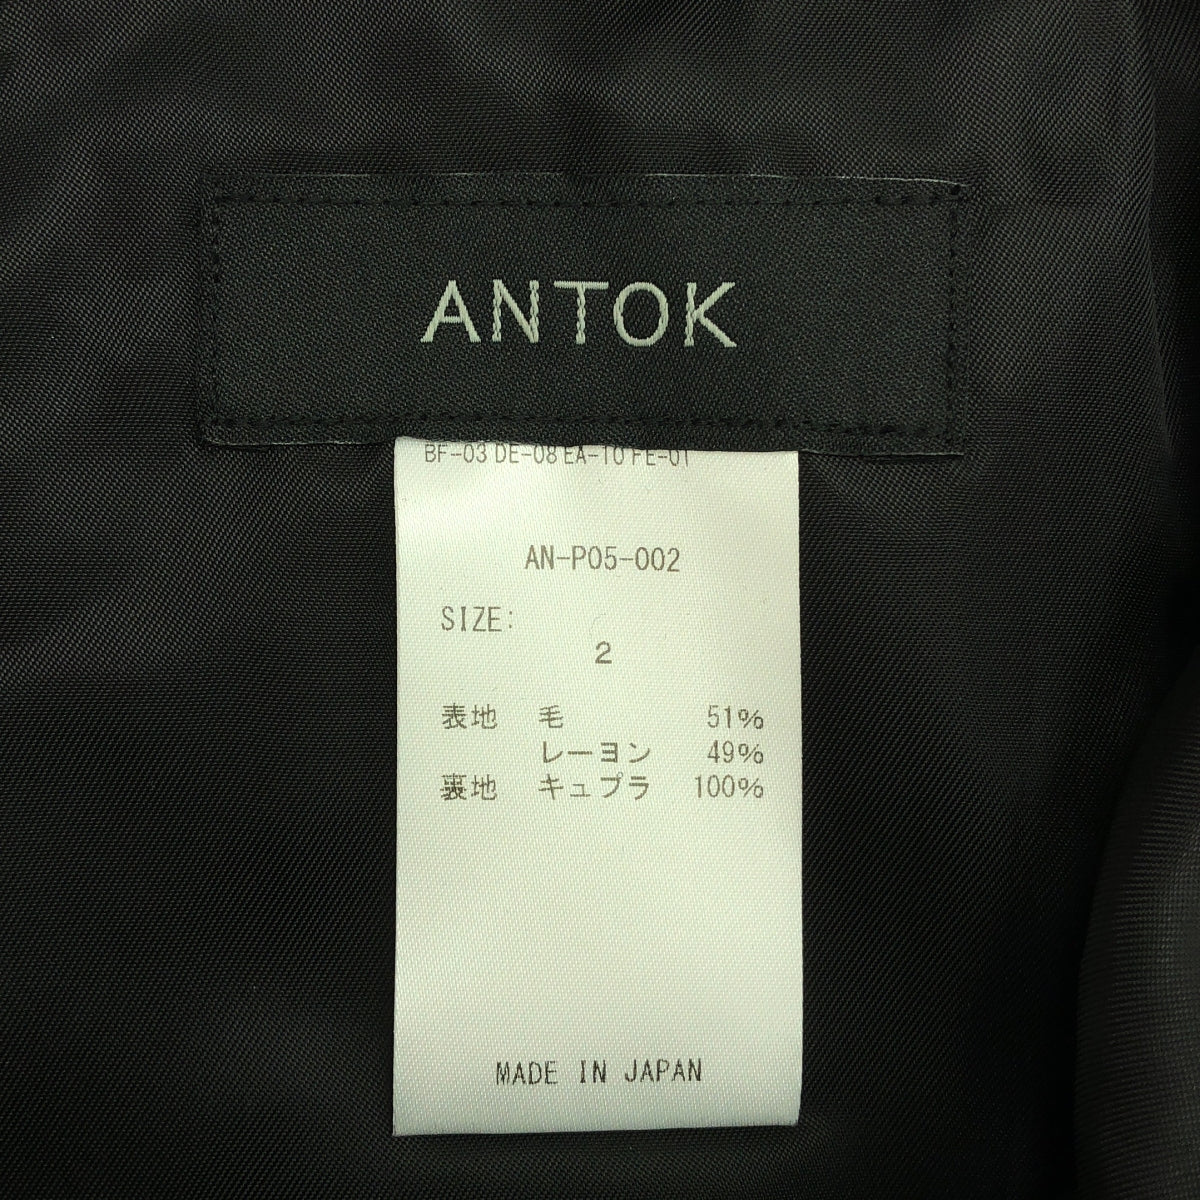 ANTOK
BF-03 DE-08 EA-10 FE-01
AN-P05-002
SIZE:
2
表地 毛 51%
レーヨン 49%
裏地 キュプラ 100%
MADE IN JAPAN